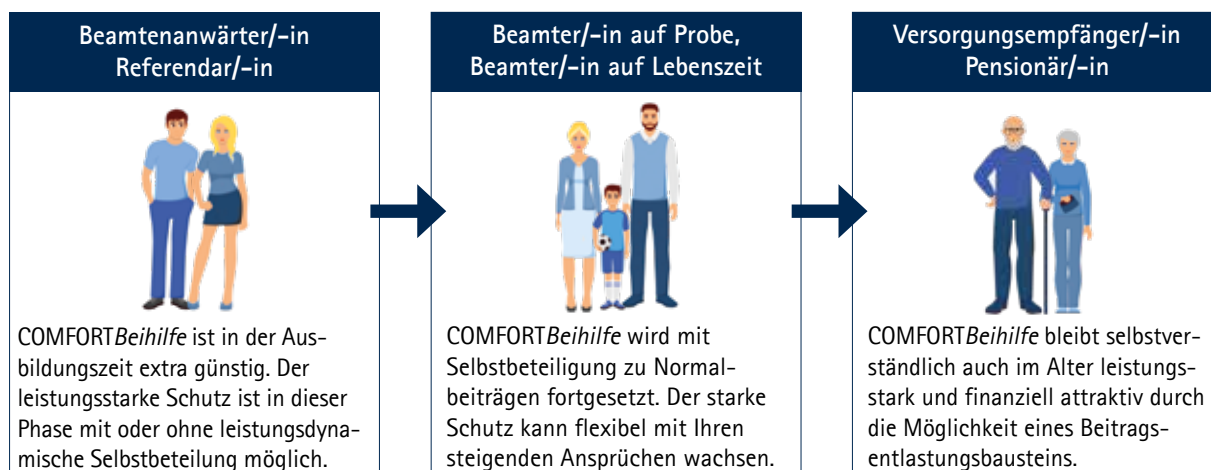 Beamtenanwärter/-in
Referendar/-in
COMFORTBeihilfe ist in der Aus-
bildungszeit extra günstig. Der
leistungsstarke Schutz ist in dieser
Phase mit oder ohne leistungsdyna-
mische Selbstbeteilung möglich.
Beamter/-in auf Probe,
Beamter/-in auf Lebenszeit
COMFORTBeihilfe wird mit
Selbstbeteiligung zu Normal-
beiträgen fortgesetzt. Der starke
Schutz kann flexibel mit Ihren
steigenden Ansprüchen wachsen.
Versorgungsempfänger/-in
Pensionär/-in
COMFORTBeihilfe bleibt selbstver-
ständlich auch im Alter leistungs-
stark und finanziell attraktiv durch
die Möglichkeit eines Beitrags-
entlastungsbausteins.